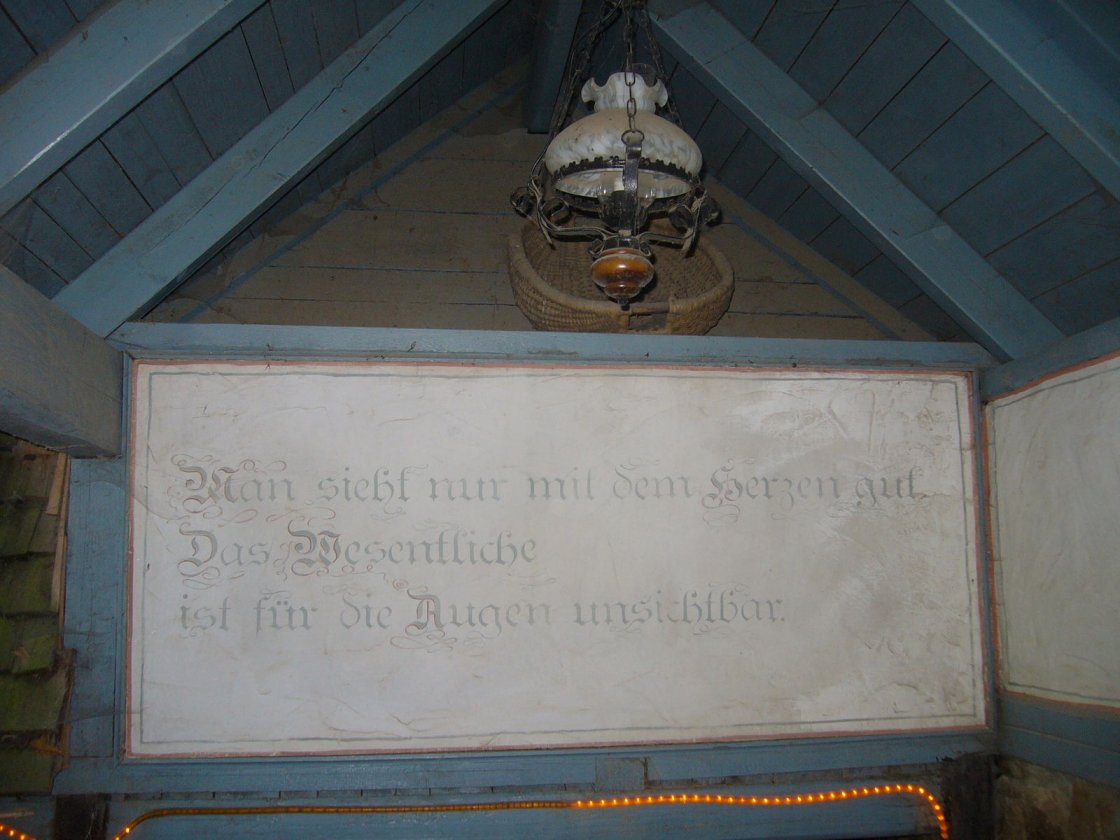 Man sieht nur mit dem Herzen gut.
Das Wesentliche
ist für die Augen unsichtbar.